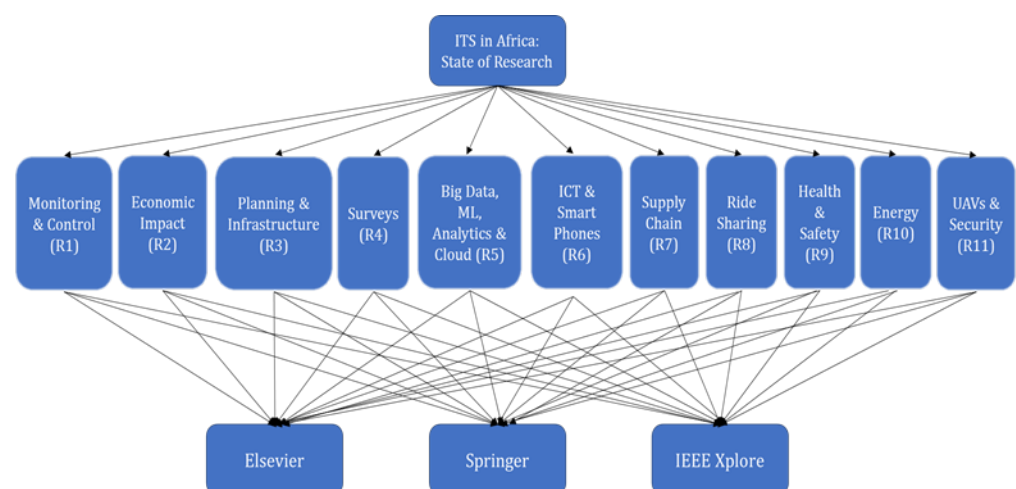 ITS in Africa:
State of Research
Monitoring
& Control
(R1)
Economic
Impact
(R2)
Planning &
Infrastructure
(R3)
Surveys
(R4)
Big Data,
ML,
Analytics &
Cloud (R5)
ICT &
Smart
Phones
(R6)
Supply
Chain
(R7)
Ride
Sharing
(R8)
Health
&
Safety
(R9)
Energy
(R10)
UAVs &
Security
(R11)
Elsevier
Springer
IEEE Xplore